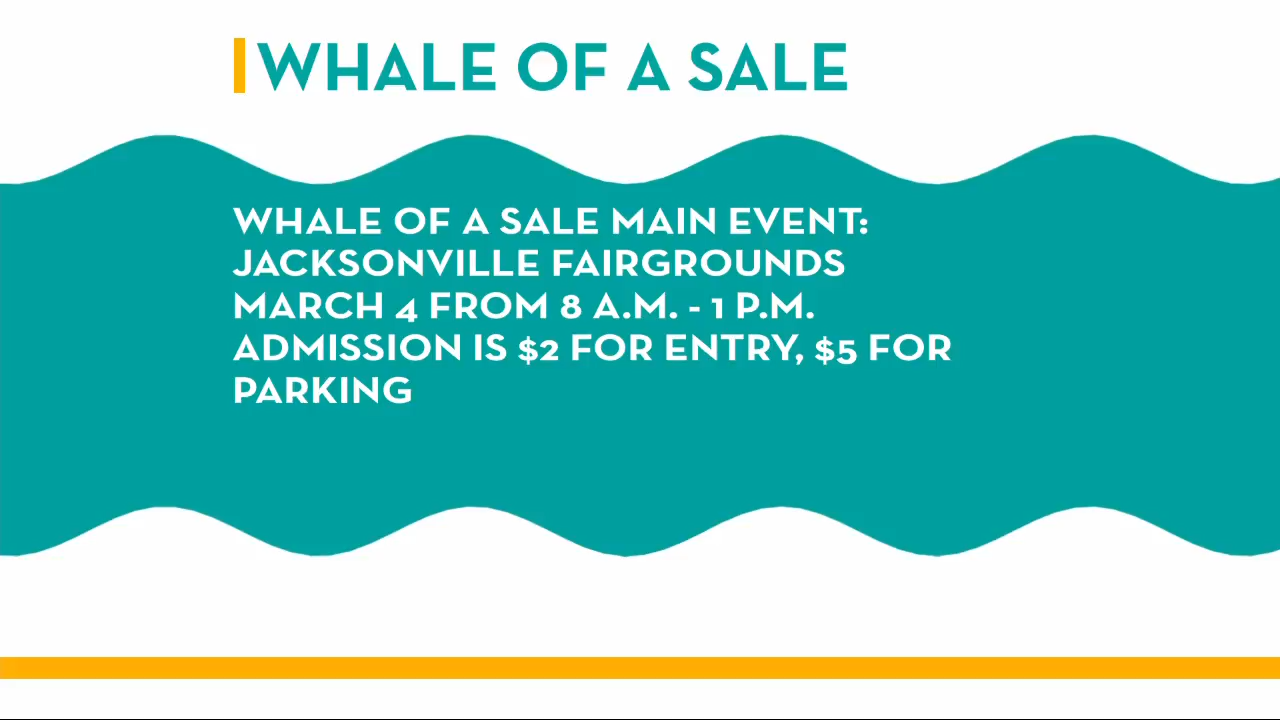 WHALE OF A SALE
WHALE OF A SALE MAIN EVENT:
JACKSONVILLE FAIRGROUNDS
MARCH 4 FROM 8 A.M. - 1 P.M.
ADMISSION IS $2 FOR ENTRY, $5 FOR
PARKING